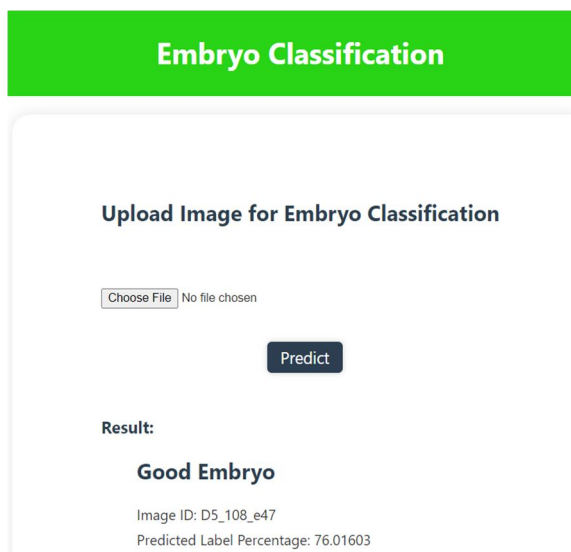 Embryo Classification
Upload Image for Embryo Classification
Choose File No file chosen
Predict
Result:
Good Embryo
Image ID: D5_108_e47
Predicted Label Percentage: 76.01603